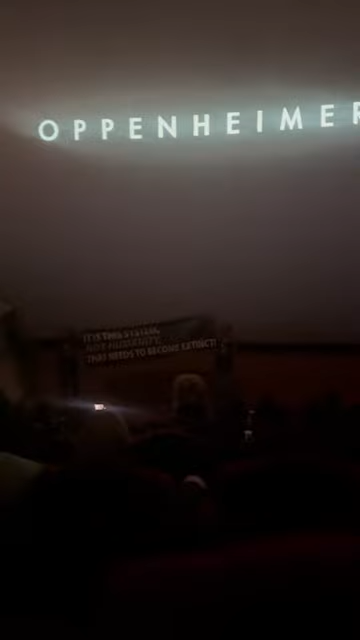 OPPENHEIMER
IT'S THIS SYSTEM,
NOT HUMANITY,
THAT NEEDS TO BECOME EXTINCT!